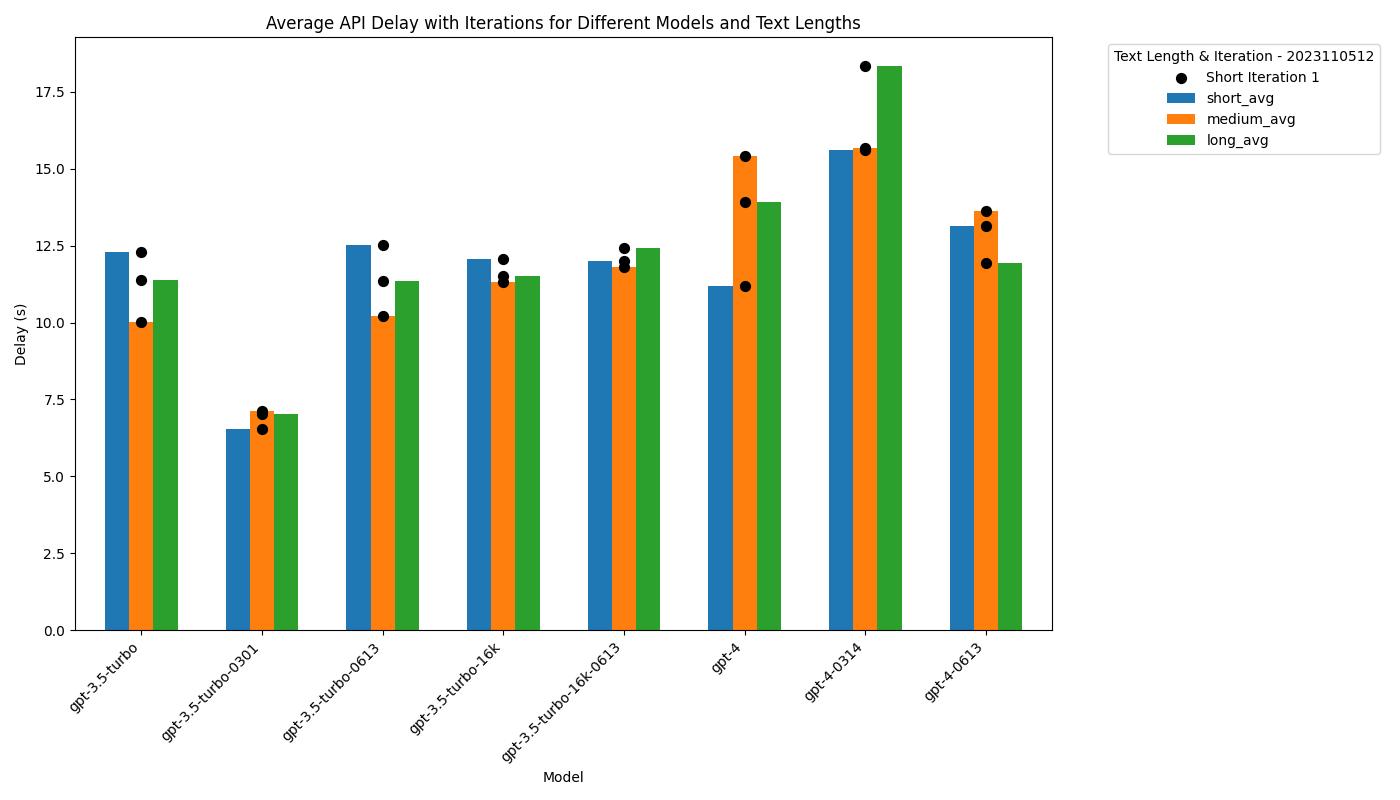 Average API Delay with Iterations for Different Models and Text Lengths
Text Length & Iteration - 2023110512
Short Iteration 1
short_avg
medium_avg
long_avg
Delay (s)
17.5
15.0
12.5
10.0
7.5
5.0
2.5
0.0
gpt-3.5-turbo
gpt-3.5-turbo-0301
gpt-3.5-turbo-0613
gpt-3.5-turbo-16k
gpt-3.5-turbo-16k-0613
gpt-4
gpt-4-0314
gpt-4-0613
Model